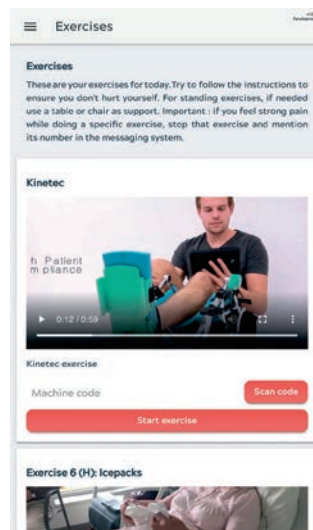 Exercises
Exercises
These are your exercises for today.Try to follow the instructions to
ensure you don't hurt yourself. For standing exercises, if needed
use a table or chair as support. Important : if you feel strong pain
while doing a specific exercise, stop that exercise and mention
its number in the messaging system.
Kinetec
h Patient
m pliance
0:12 / 0:59
Kinetec exercise
Machine code
Scan code
Start exercise
Exercise 6 (H): Icepacks